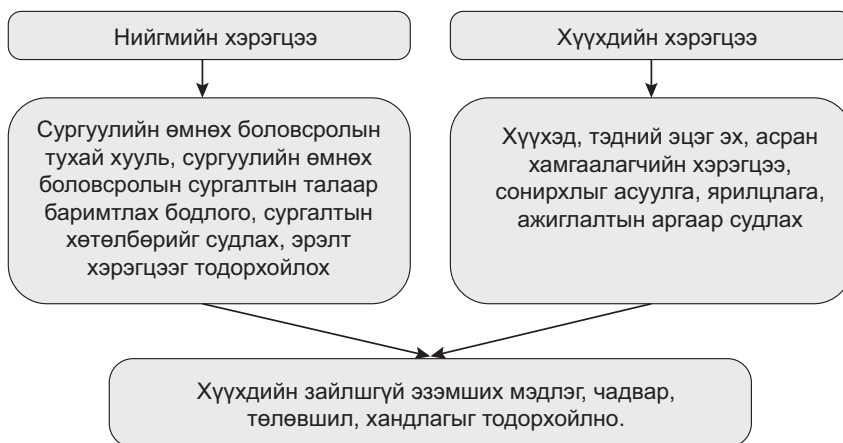 Нийгмийн хэрэгцээ
Хүүхдийн хэрэгцээ
Сургуулийн өмнөх боловсролын
тухай хууль, сургуулийн өмнөх
боловсролын сургалтын талаар
баримтлах бодлого, сургалтын
хөтөлбөрийг судлах, эрэлт
хэрэгцээг тодорхойлох
Хүүхэд, тэдний эцэг эх, асран
хамгаалагчийн хэрэгцээ,
сонирхлыг асуулга, ярилцлага,
ажиглалтын аргаар судлах
Хүүхдийн зайлшгүй эзэмших мэдлэг, чадвар,
төлөвшил, хандлагыг тодорхойлно.